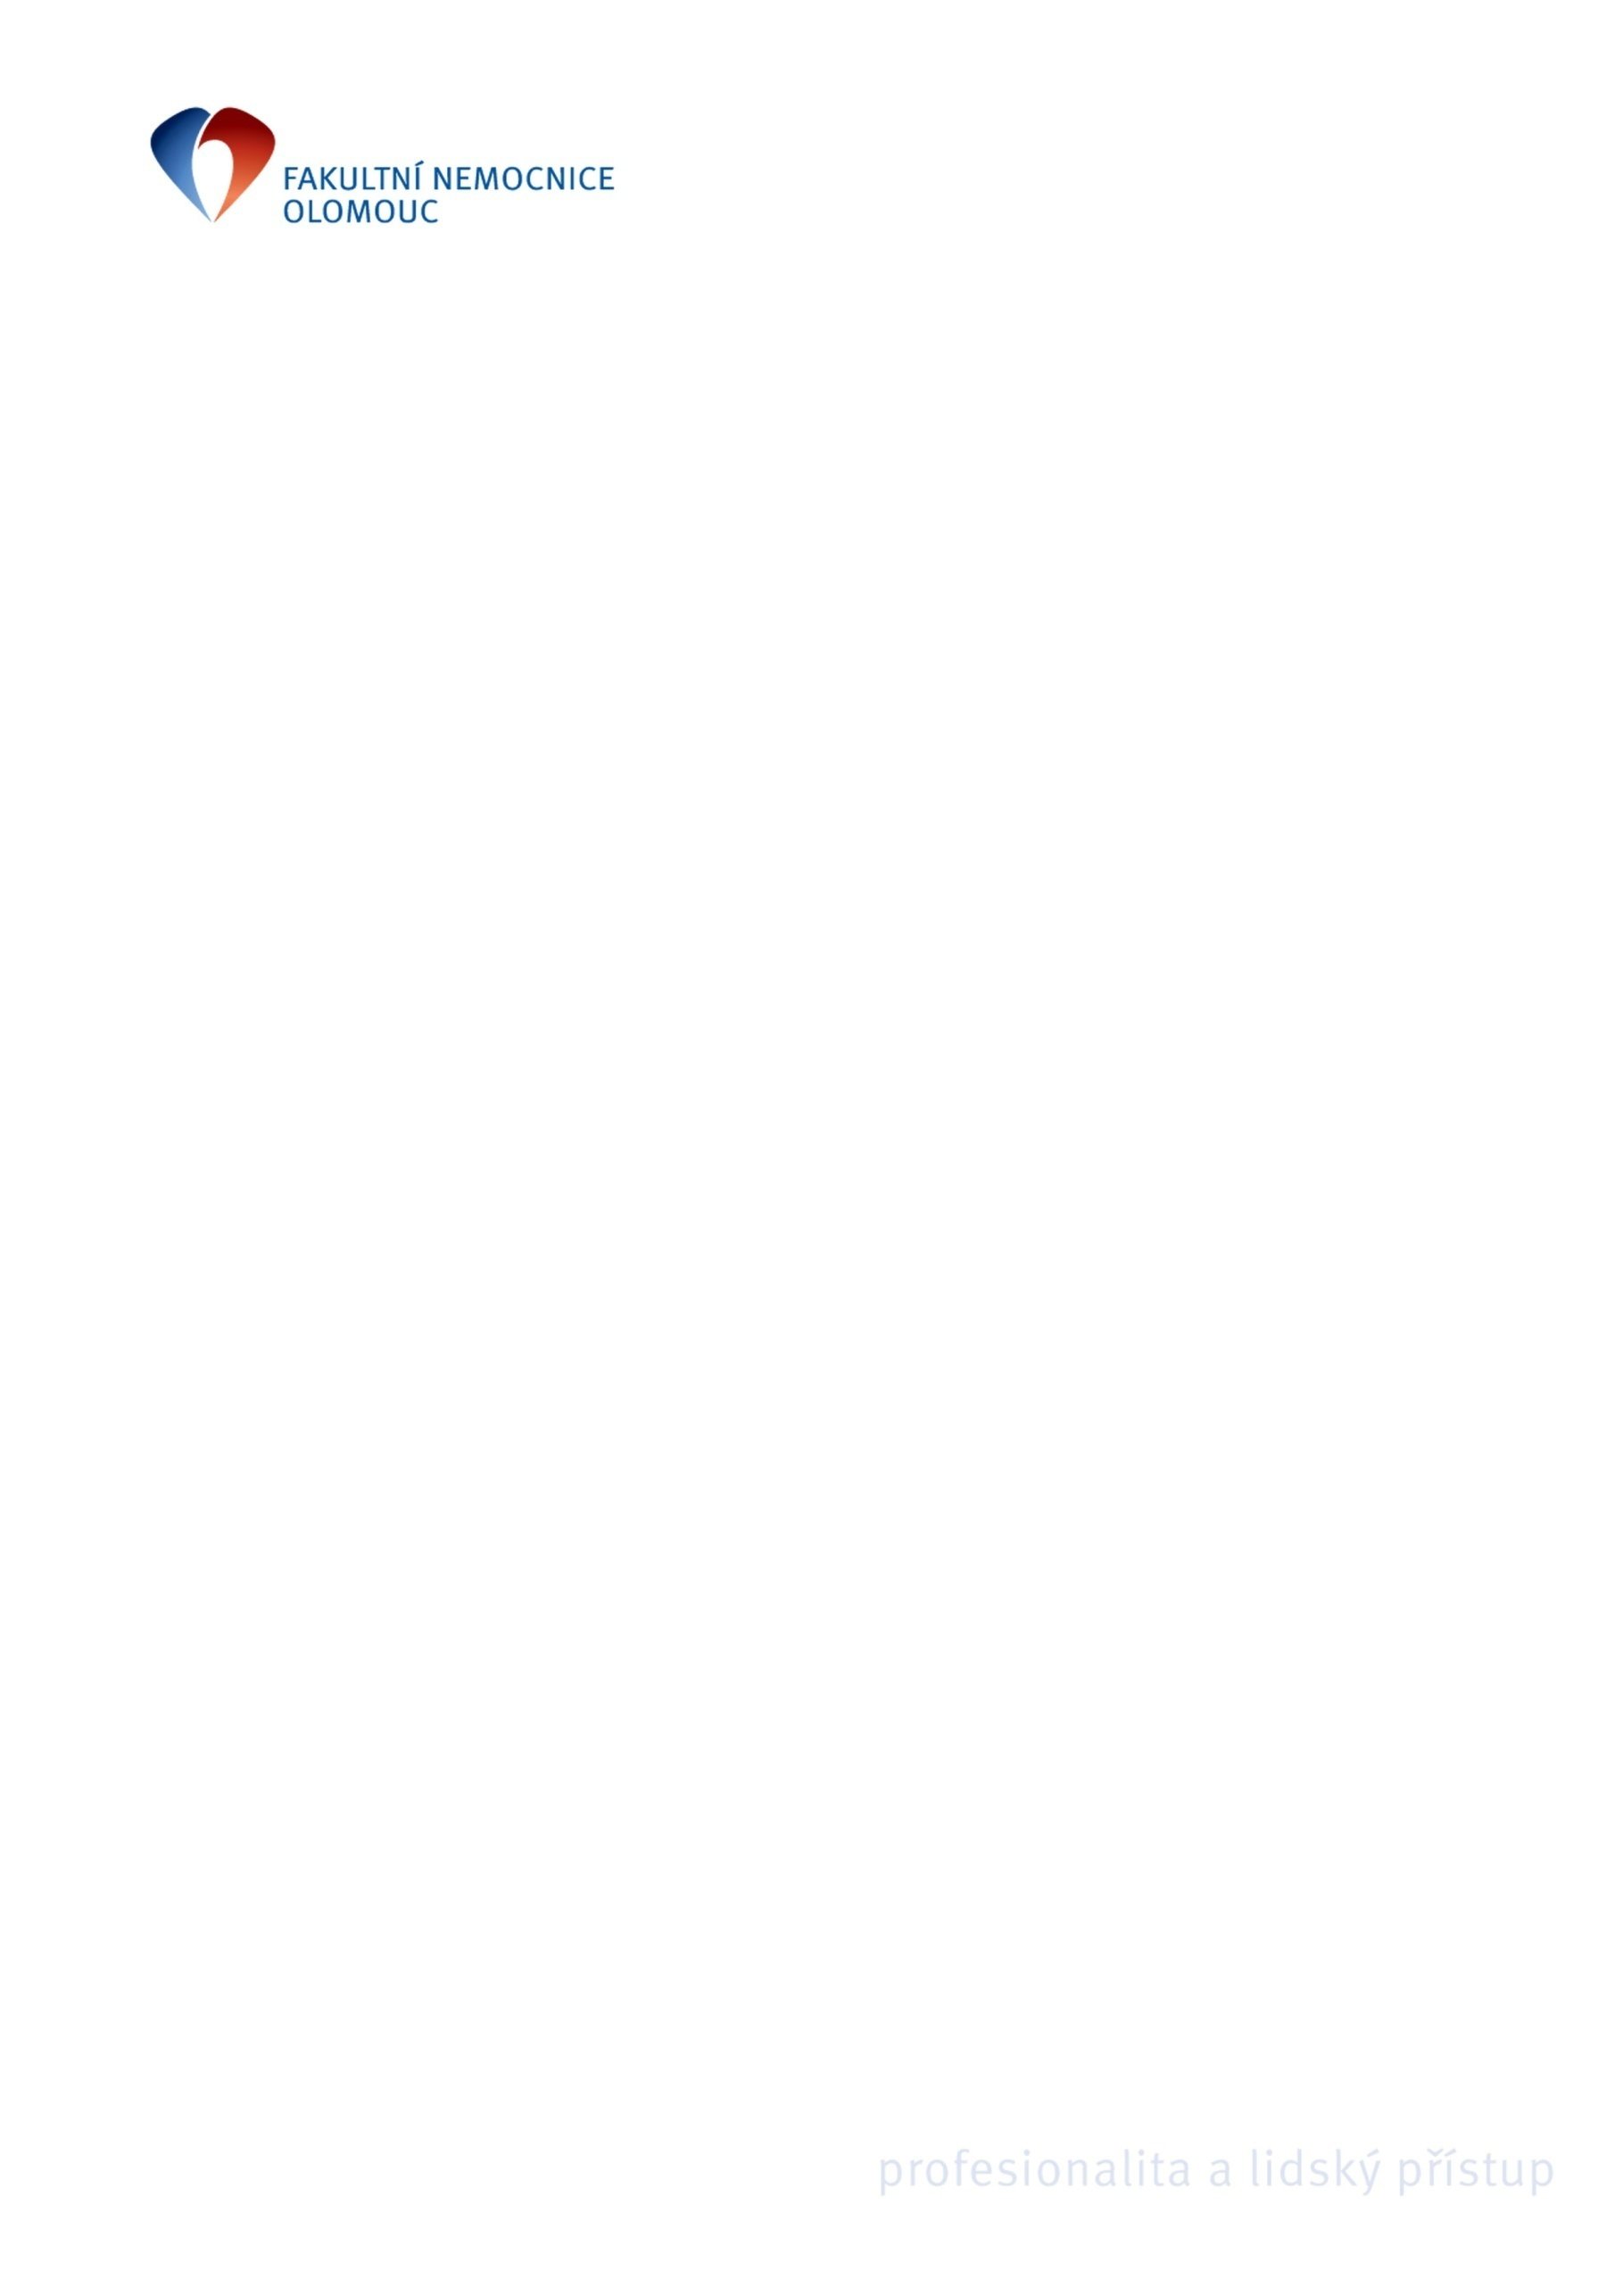 FAKULTNÍ NEMOCNICE
OLOMOUC
profesionalita a lidský přístup